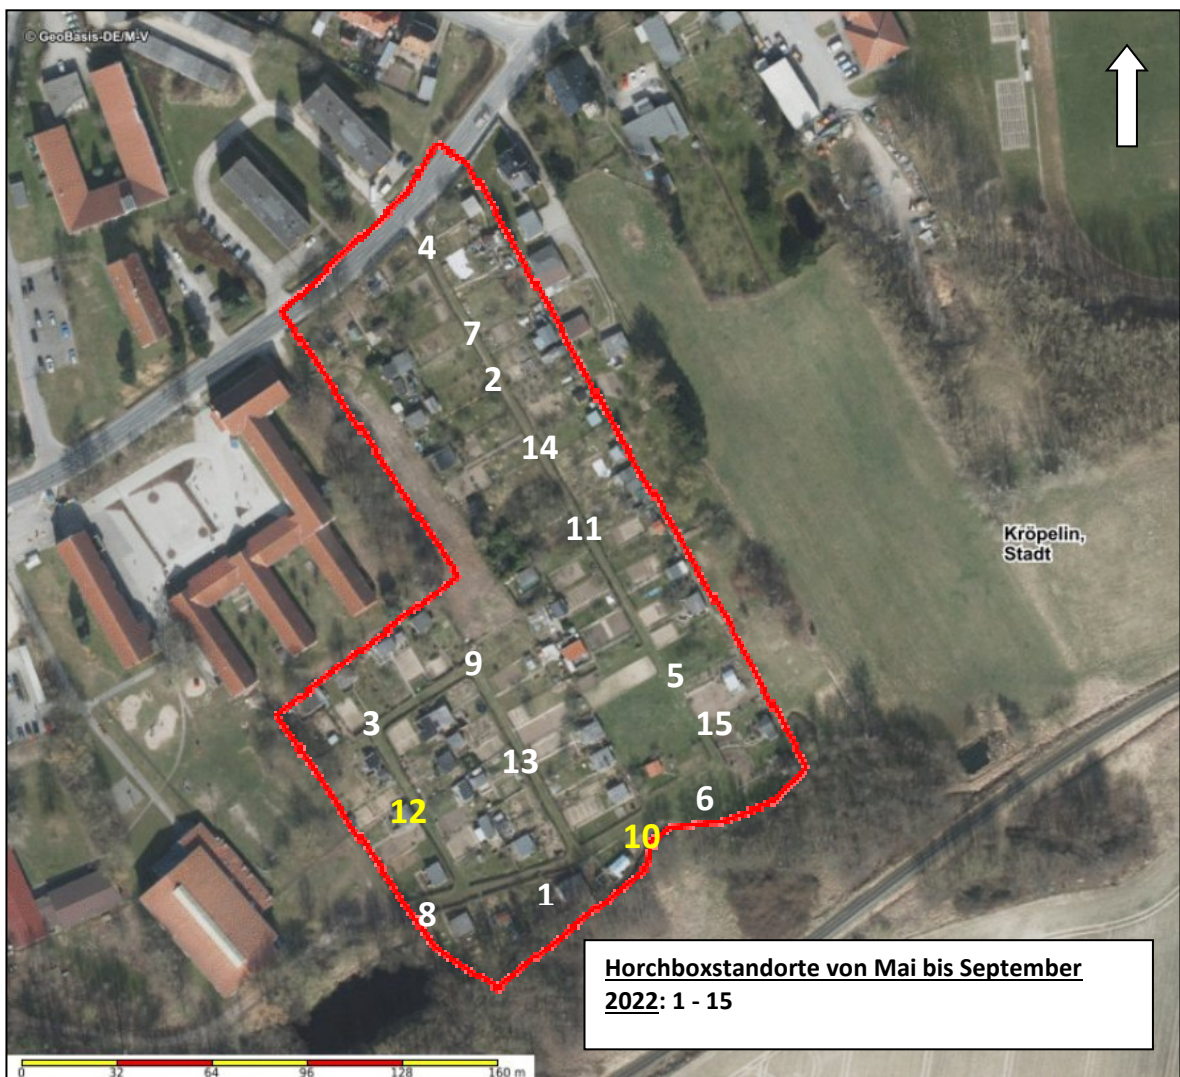 © GeoBasis-DE/M-V
4
7
2
14
11
Kröpelin,
Stadt
9
5
3
15
13
6
12
10
1
8
Horchboxstandorte von Mai bis September
2022: 1 - 15
0 32 64 96 128 160 m